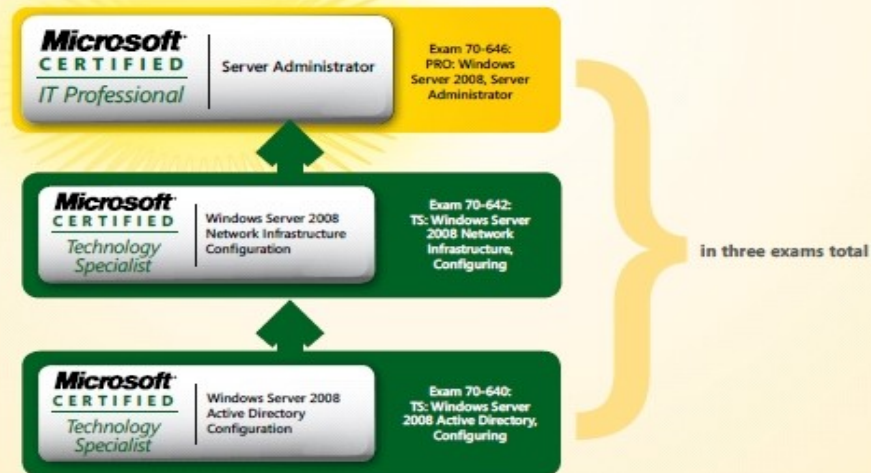 Microsoft
CERTIFIED
IT Professional
Server Administrator
Exam 70-646:
PRO: Windows
Server 2008, Server
Administrator
Microsoft
CERTIFIED
Technology
Specialist
Windows Server 2008
Network Infrastructure
Configuration
Exam 70-642:
TS: Windows Server
2008 Network
Infrastructure,
Configuring
in three exams total
Microsoft
CERTIFIED
Technology
Specialist
Windows Server 2008
Active Directory
Configuration
Exam 70-640:
TS: Windows Server
2008 Active Directory,
Configuring